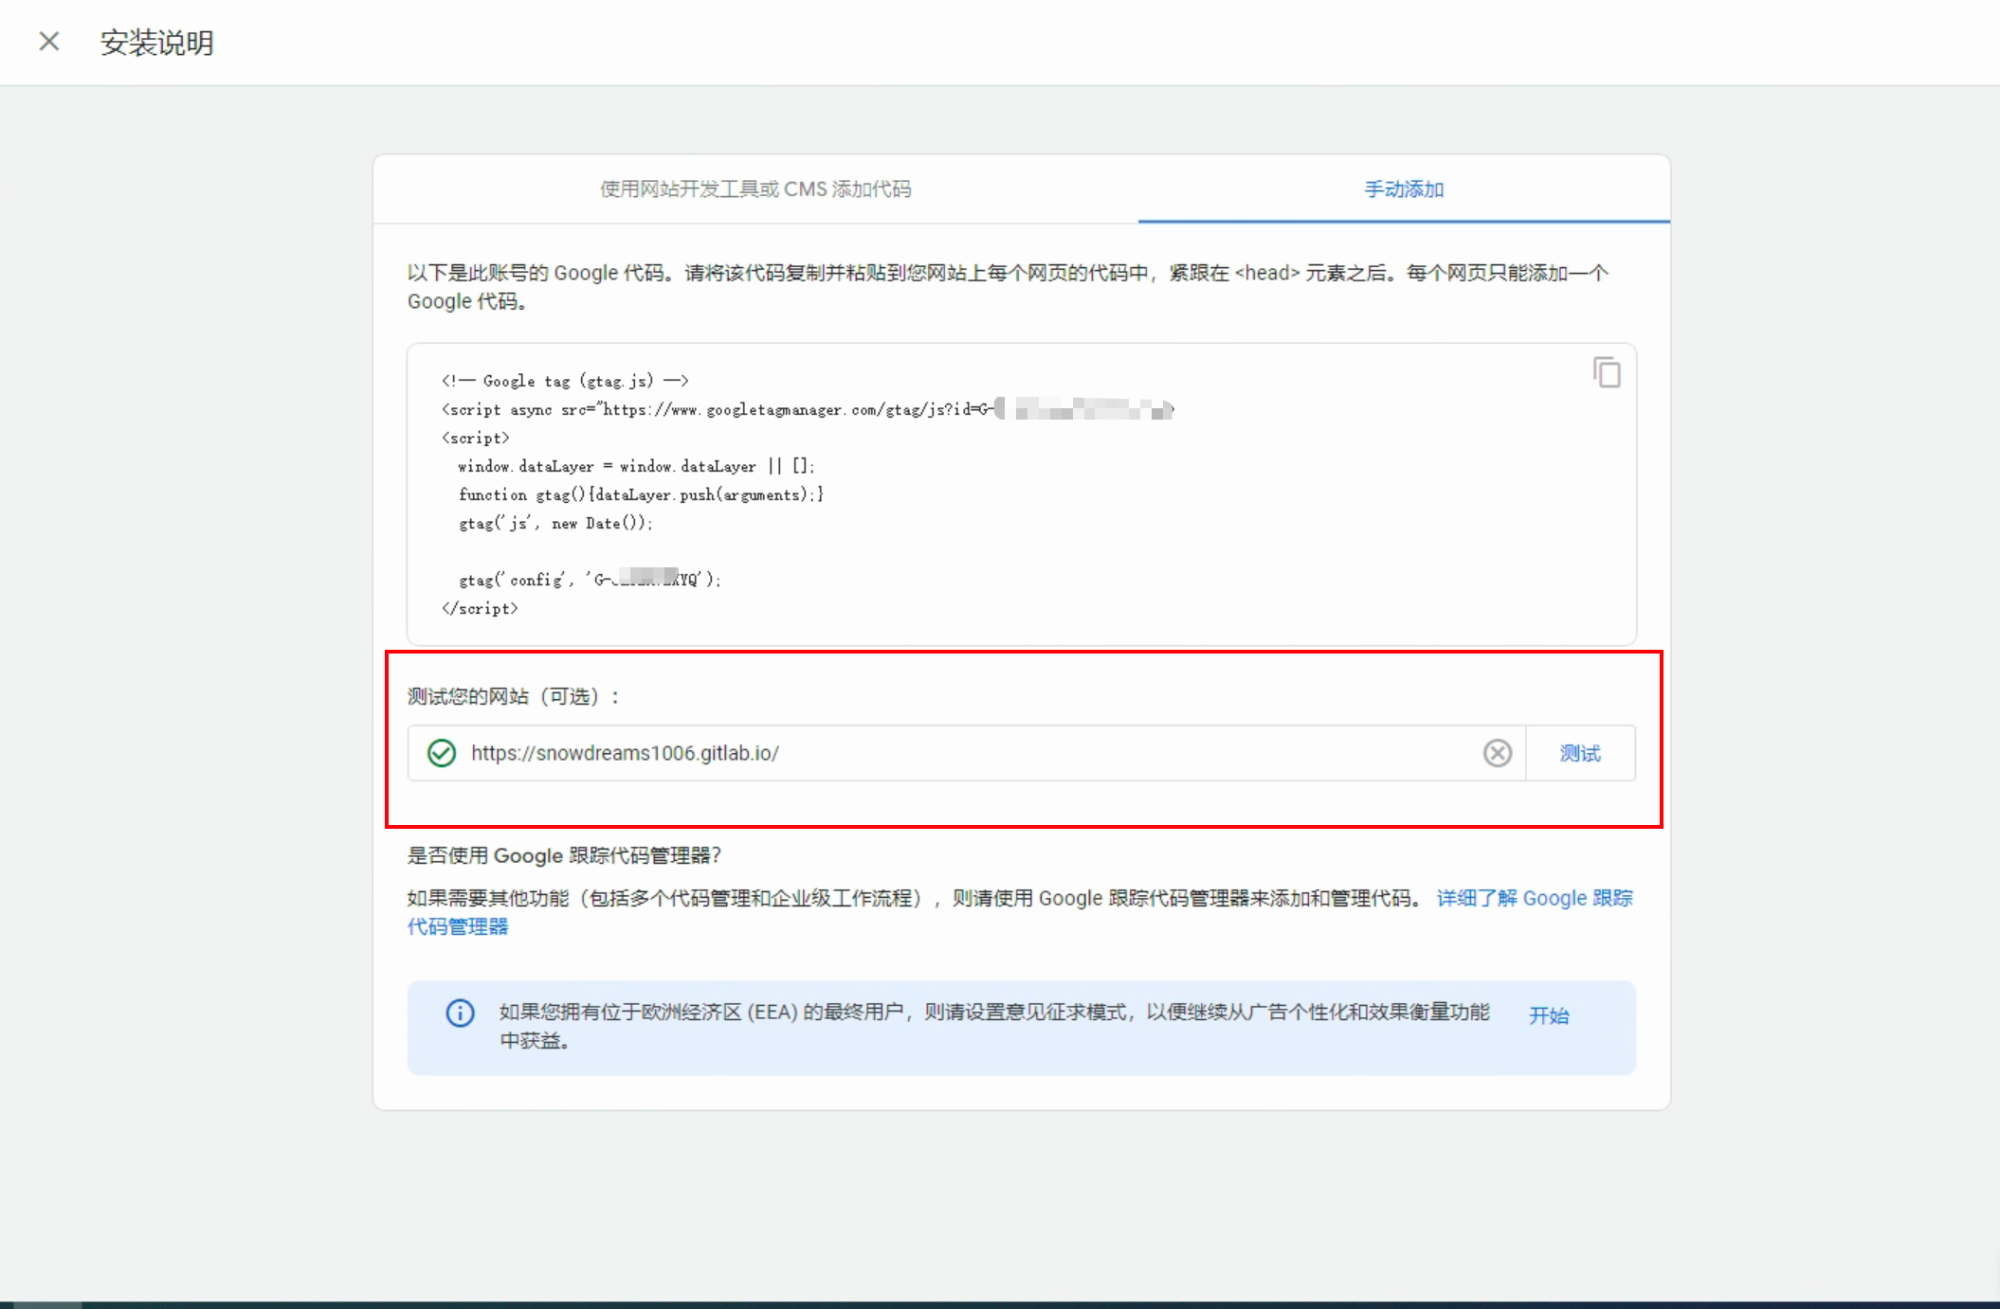 安装说明
使用网站开发工具或 CMS 添加代码
手动添加
以下是此账号的 Google 代码。请将该代码复制并粘贴到您网站上每个网页的代码中，紧跟在 <head> 元素之后。每个网页只能添加一个
Google 代码。
<!-- Google tag (gtag.js) -->
<script async src="https://www.googletagmanager.com/gtag/js?id=G-
<script>
window.dataLayer = window.dataLayer || [];
function gtag(){dataLayer.push(arguments);}
gtag('js', new Date());
gtag('config', 'G-XYQ');
</script>
测试您的网站（可选）：
https://snowdreams1006.gitlab.io/
测试
是否使用 Google 跟踪代码管理器？
如果需要其他功能（包括多个代码管理和企业级工作流程），则请使用 Google 跟踪代码管理器来添加和管理代码。 详细了解 Google 跟踪
代码管理器
如果您拥有位于欧洲经济区 (EEA) 的最终用户，则请设置意见征求模式，以便继续从广告个性化和效果衡量功能
中获益。
开始